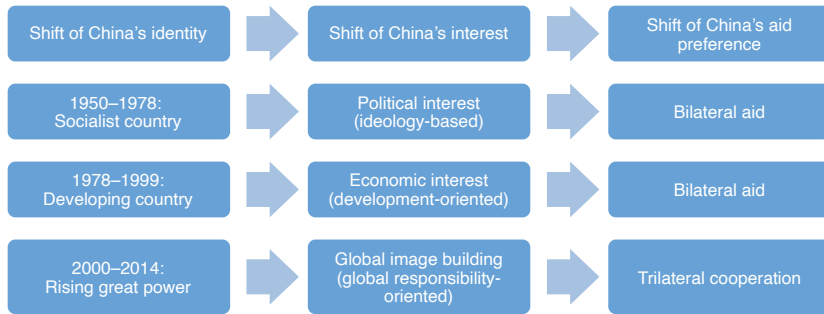 Shift of China's identity
Shift of China's interest
Shift of China's aid
preference
1950–1978:
Socialist country
Political interest
(ideology-based)
Bilateral aid
1978–1999:
Developing country
Economic interest
(development-oriented)
Bilateral aid
2000–2014:
Rising great power
Global image building
(global responsibility-
oriented)
Trilateral cooperation